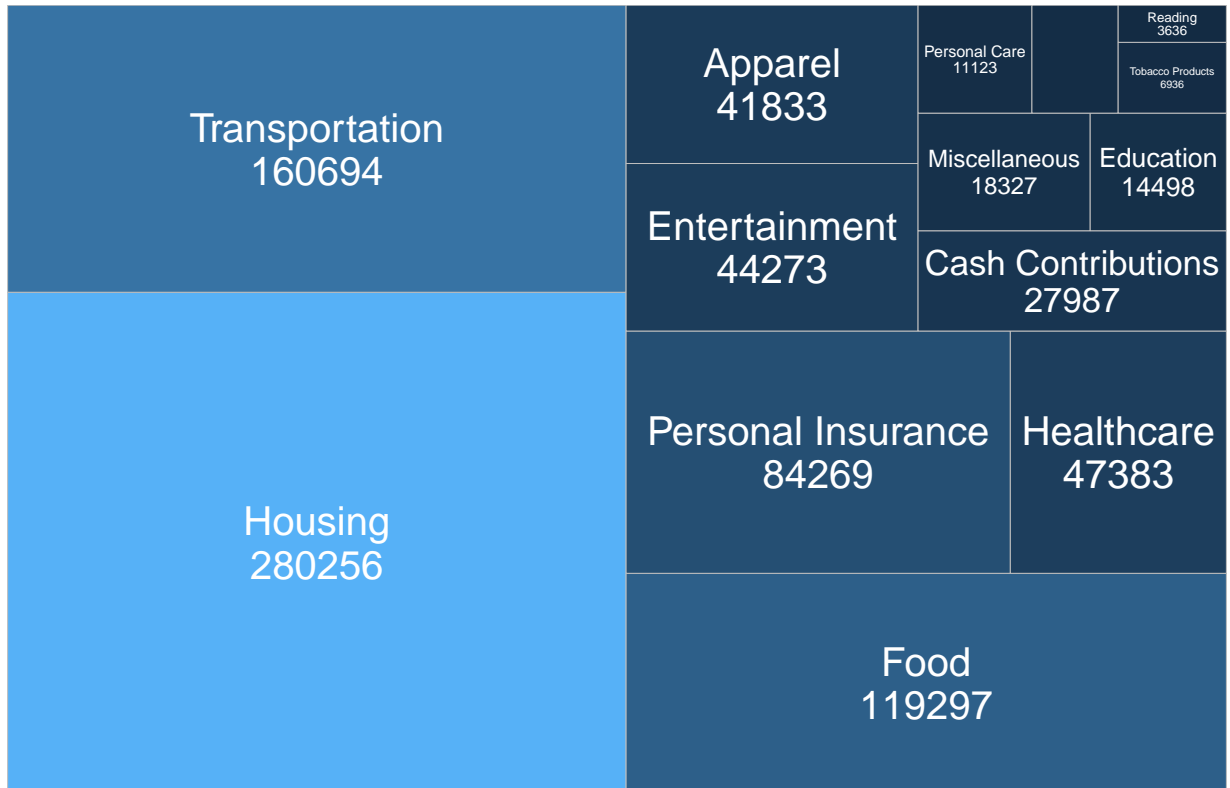 Transportation
160694
Housing
280256
Apparel
41833
Entertainment
44273
Personal Care
11123
Reading
3636
Tobacco Products
6936
Miscellaneous
18327
Education
14498
Cash Contributions
27987
Personal Insurance
84269
Healthcare
47383
Food
119297